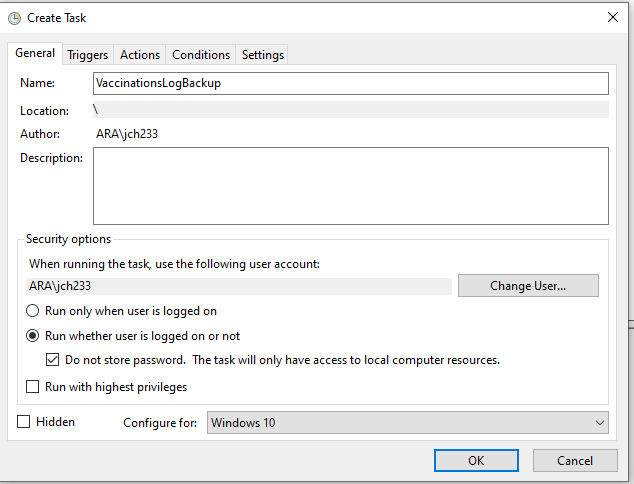 Create Task
General Triggers Actions Conditions Settings
Name: VaccinationsLogBackup
Location: \
Author: ARA\jch233
Description:
Security options
When running the task, use the following user account:
ARA\jch233 Change User...
Run only when user is logged on
Run whether user is logged on or not
Do not store password. The task will only have access to local computer resources.
Run with highest privileges
Hidden Configure for: Windows 10
OK Cancel